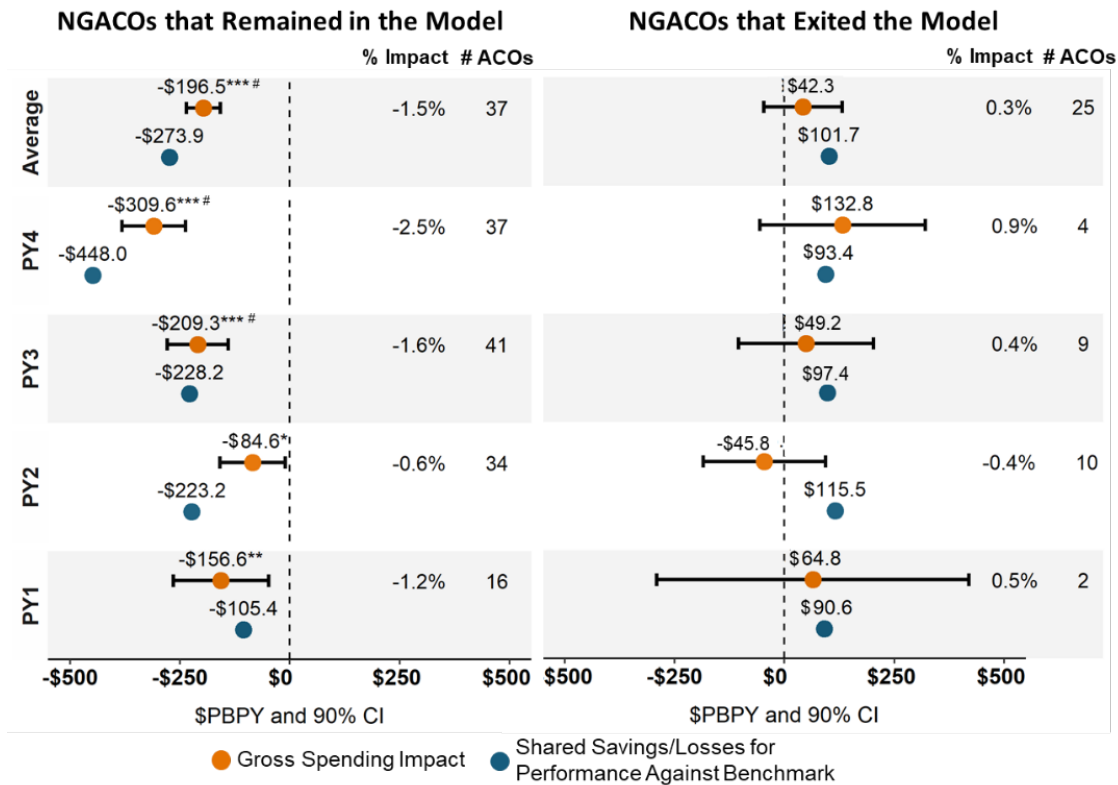 NGACOs that Remained in the Model
% Impact # ACOs
Average
-$196.5*** #
-1.5% 37
-$273.9
PY4
-$309.6*** #
-2.5% 37
-$448.0
PY3
-$209.3*** #
-1.6% 41
-$228.2
PY2
-$84.6*
-0.6% 34
-$223.2
PY1
-$156.6**
-1.2% 16
-$105.4
-$500 -$250 $0 $250 $500
$PBPY and 90% CI
NGACOs that Exited the Model
% Impact # ACOs
$42.3
0.3% 25
$101.7
$132.8
0.9% 4
$93.4
$49.2
0.4% 9
$97.4
-$45.8
-0.4% 10
$115.5
$64.8
0.5% 2
$90.6
$500 -$250 $0 $250 $500
$PBPY and 90% CI
Gross Spending Impact
Shared Savings/Losses for
Performance Against Benchmark